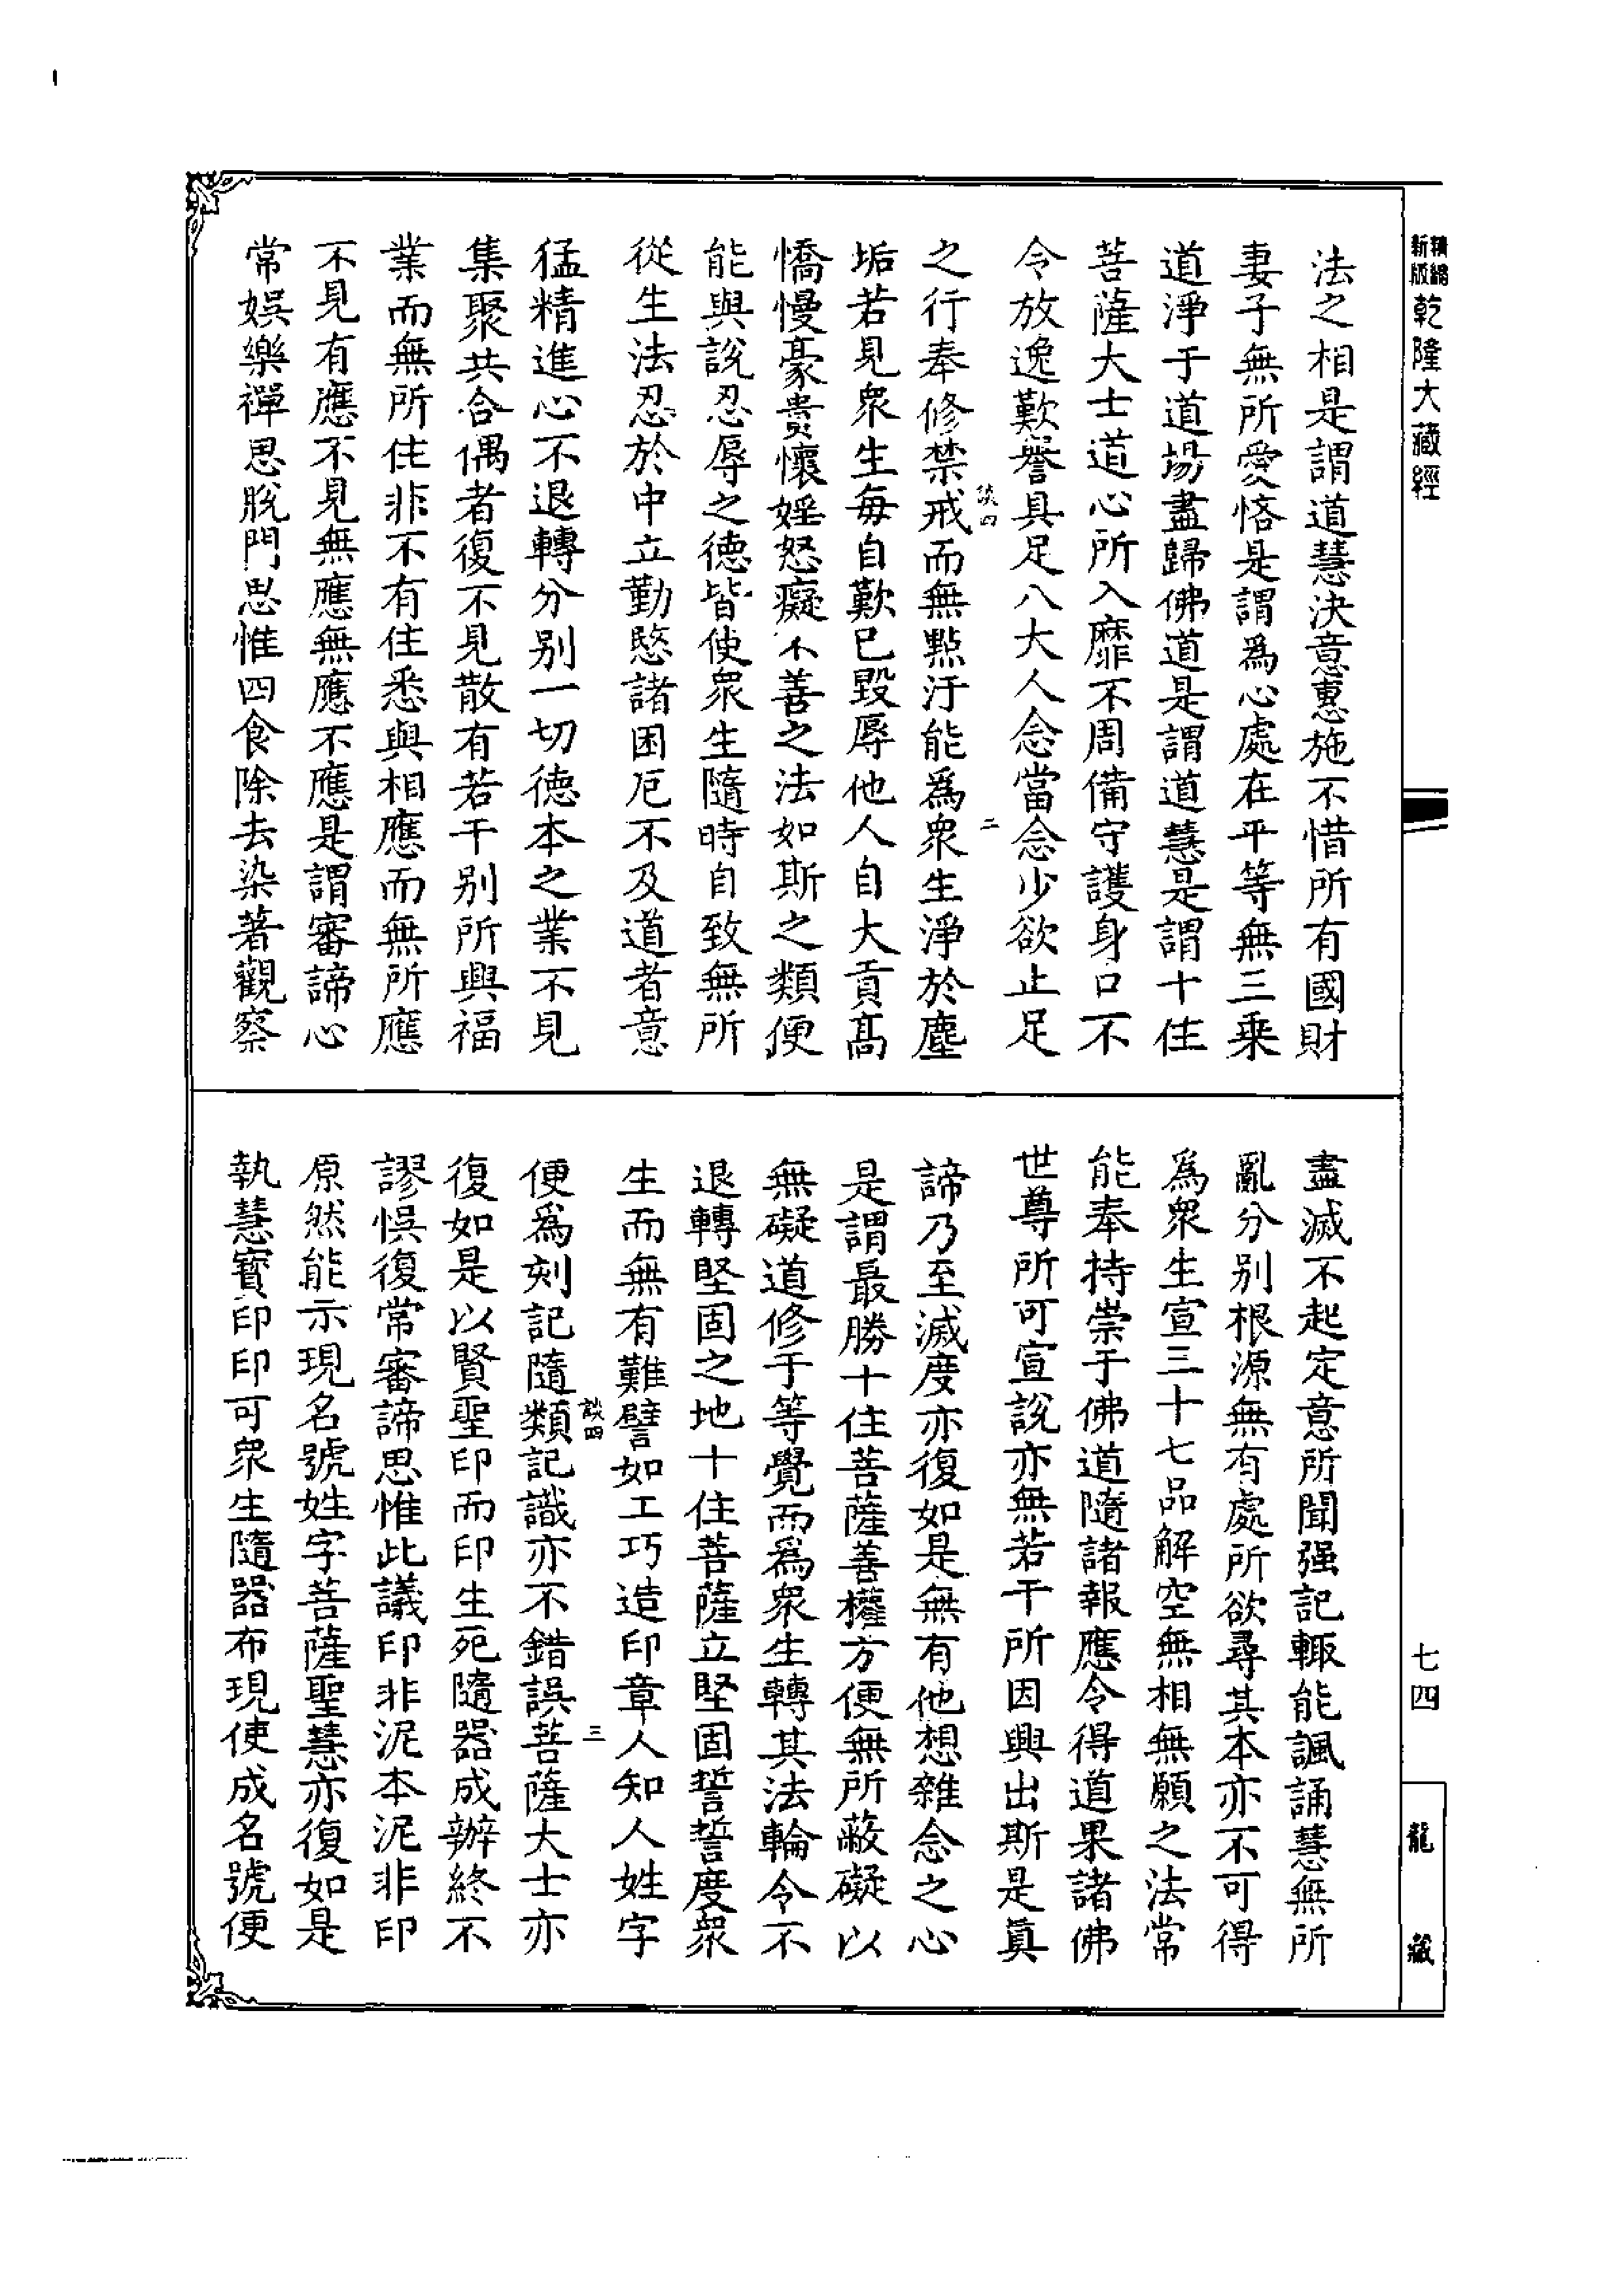 精縮新版乾隆大藏經
法之相是謂道慧決意惠施不惜所有國財
妻子無所愛悋是謂爲心處在平等無三乗
道淨于道場盡歸佛道是謂道慧是謂十住
菩薩大士道心所入靡不周備守護身口不
令放逸歎譽具足八大人念當念少欲止足
談四 二
之行奉修禁戒而無點汙能爲衆生淨於塵
垢若見衆生毎自歎已毀辱他人自大貢髙
憍慢豪貴懷婬怒癡不善之法如斯之類便
能與說忍辱之德皆使衆生隨時自致無所
從生法忍於中立勤愍諸困厄不及道者意
猛精進心不退轉分别一切德本之業不見
集聚共合偶者復不見散有若干别所興福
業而無所住非不有住悉與相應而無所應
不見有應不見無應無應不應是謂審諦心
常娛樂禪思脫門思惟四食除去染著觀察
盡滅不起定意所聞强記輙能諷誦慧無所
亂分别根源無有處所欲尋其本亦不可得
爲衆生宣三十七品解空無相無願之法常
能奉持崇于佛道隨諸報應令得道果諸佛
世尊所可宣說亦無若干所因興出斯是眞
諦乃至滅度亦復如是無有他想雜念之心
是謂最勝十住菩薩善權方便無所蔽礙以
無礙道修于等覺而爲衆生轉其法輪令不
退轉堅固之地十住菩薩立堅固誓誓度衆
生而無有難譬如工巧造印章人知人姓字
談四 三
便爲刻記隨類記識亦不錯誤菩薩大士亦
復如是以賢聖印而印生死隨器成辦終不
謬悞復常審諦思惟此議印非泥本泥非印
原然能示現名號姓字菩薩聖慧亦復如是
執慧寶印印可衆生隨器布現使成名號便
七四
龍藏